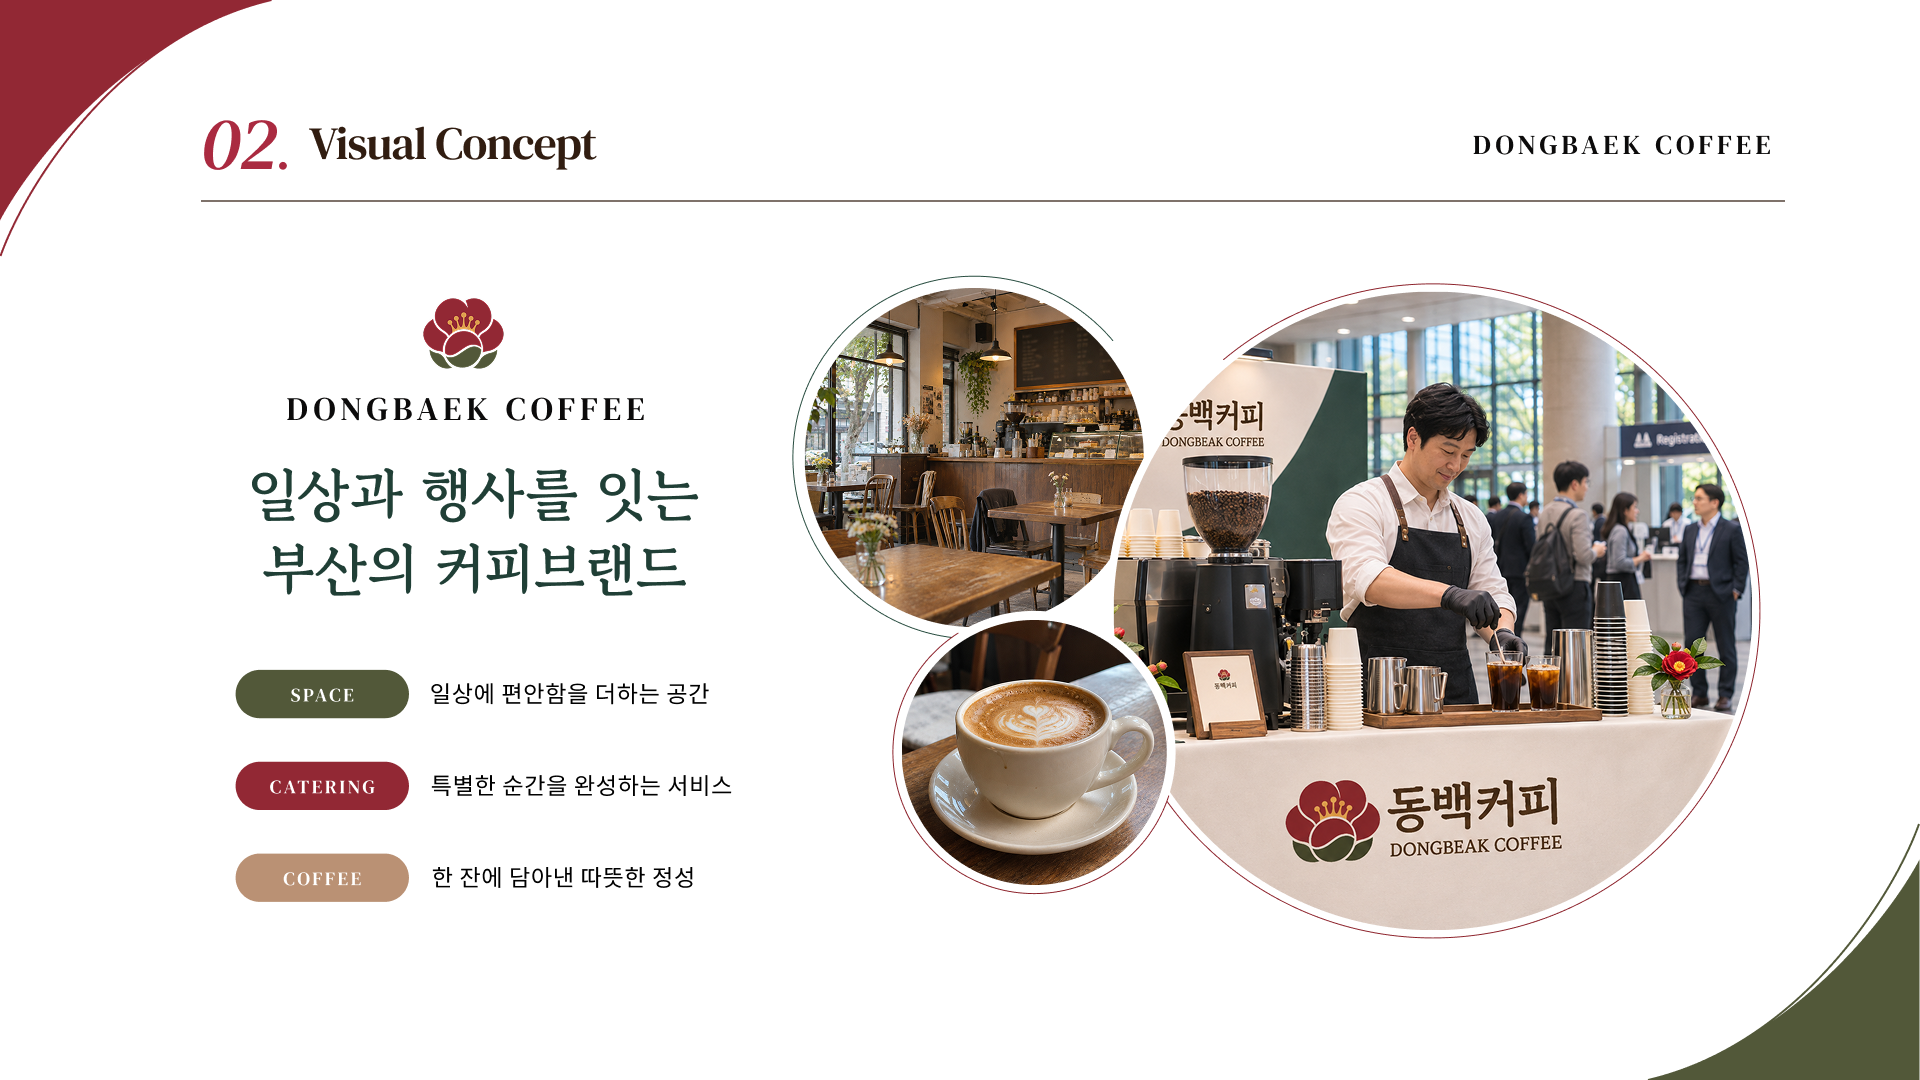 02. Visual Concept
DONGBAEK COFFEE
DONGBAEK COFFEE
일상과 행사를 잇는
부산의 커피브랜드
SPACE
일상에 편안함을 더하는 공간
CATERING
특별한 순간을 완성하는 서비스
COFFEE
한 잔에 담아낸 따뜻한 정성
백커피
DONGBEAK COFFEE
동백커피
동백커피
DONGBEAK COFFEE